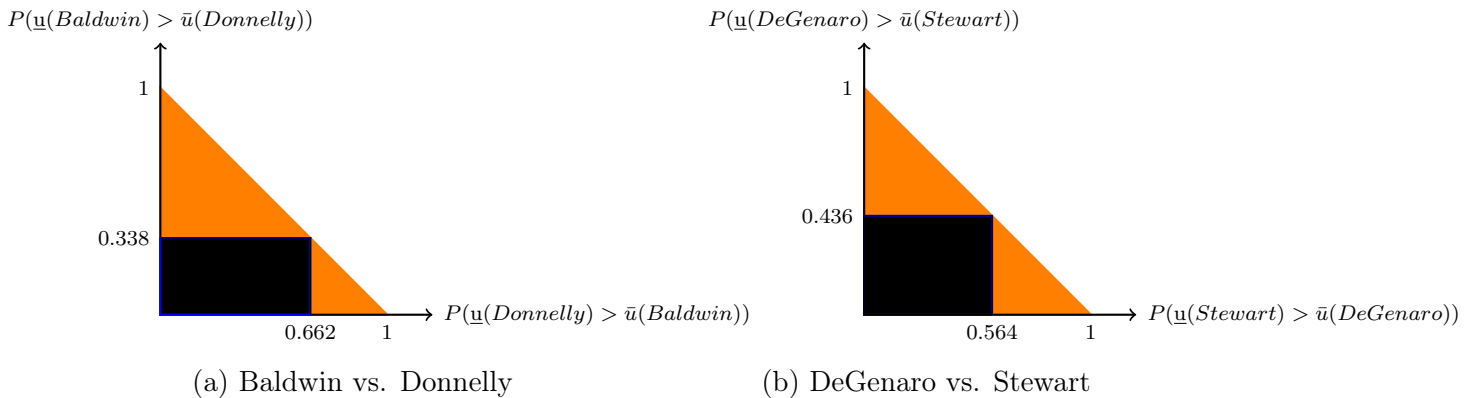 P(u̲(Baldwin) > ū(Donnelly))
1
0.338
0.662
1
P(u̲(Donnelly) > ū(Baldwin))
(a) Baldwin vs. Donnelly
P(u̲(DeGenaro) > ū(Stewart))
1
0.436
0.564
1
P(u̲(Stewart) > ū(DeGenaro))
(b) DeGenaro vs. Stewart